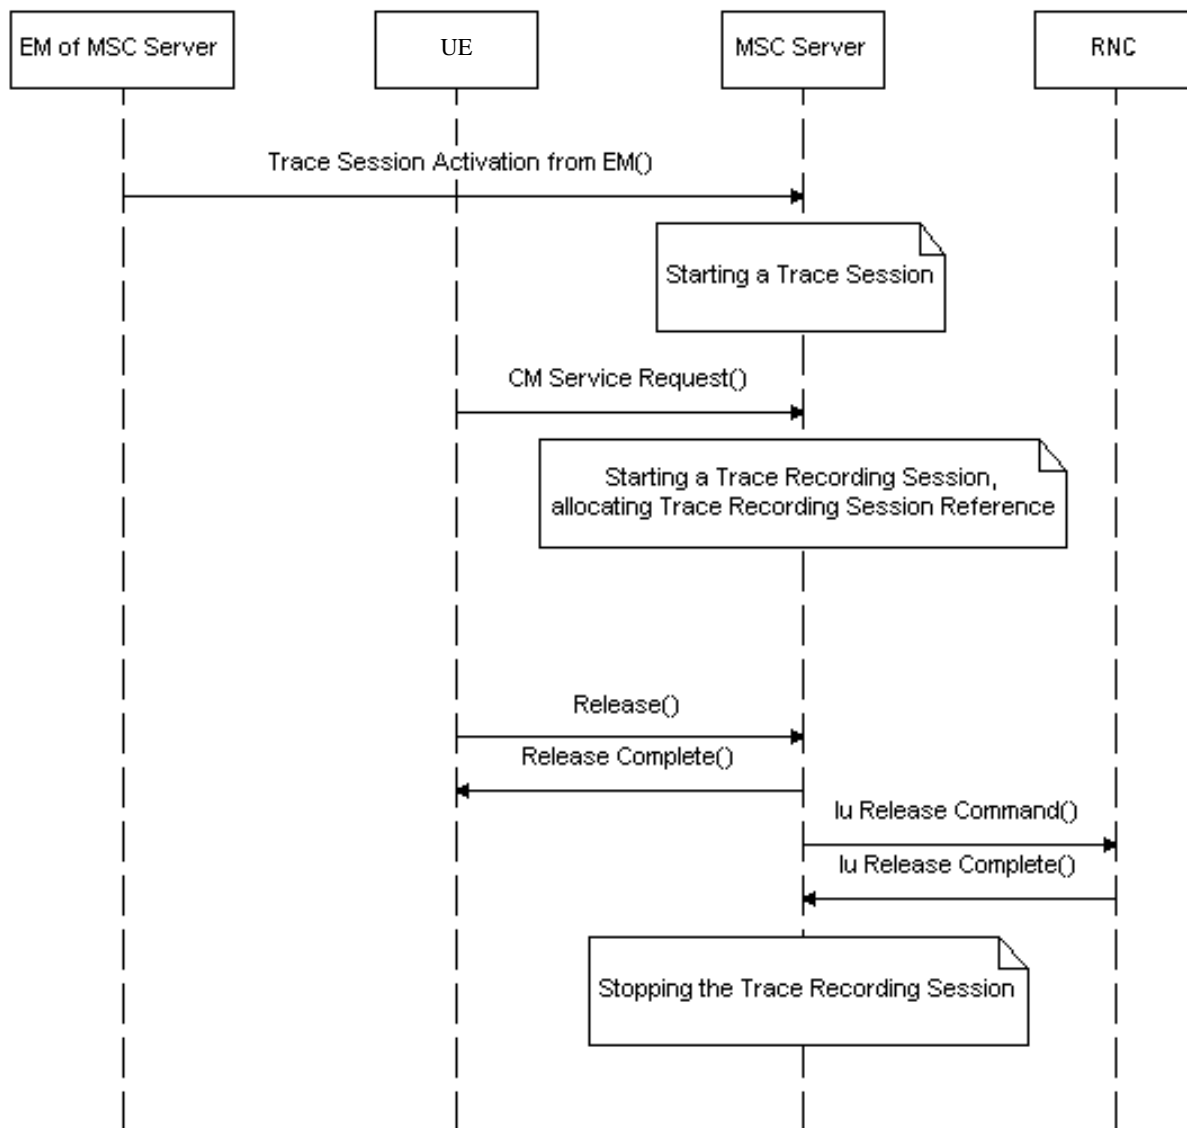 EM of MSC Server
UE
MSC Server
RNC
Trace Session Activation from EM()
Starting a Trace Session
CM Service Request()
Starting a Trace Recording Session,
allocating Trace Recording Session Reference
Release()
Release Complete()
Iu Release Command()
Iu Release Complete()
Stopping the Trace Recording Session